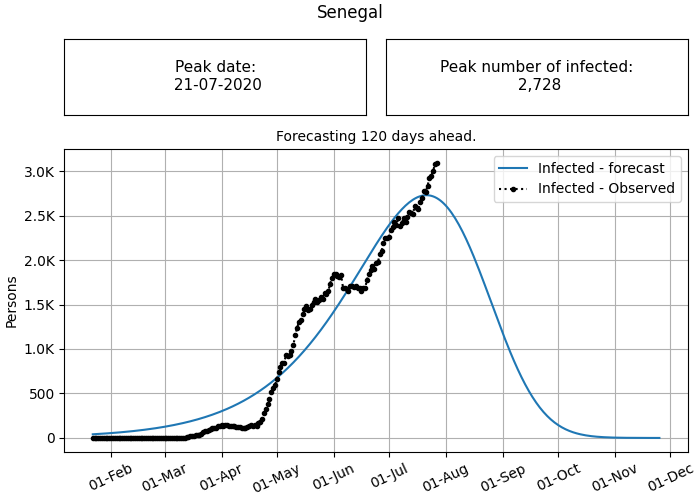 Senegal
Peak date:
21-07-2020
Peak number of infected:
2,728
Forecasting 120 days ahead.
Infected - forecast
Infected - Observed
Persons
3.0K
2.5K
2.0K
1.5K
1.0K
500
0
01-Feb
01-Mar
01-Apr
01-May
01-Jun
01-Jul
01-Aug
01-Sep
01-Oct
01-Nov
01-Dec